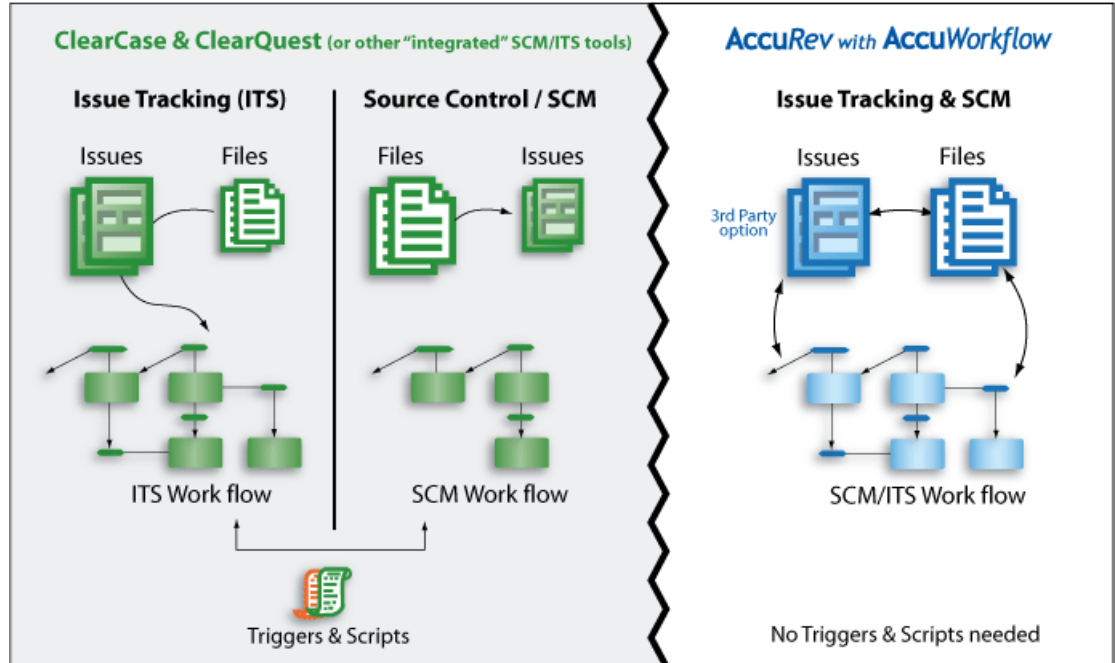 ClearCase & ClearQuest (or other "integrated" SCM/ITS tools)
Issue Tracking (ITS)
Source Control / SCM
Issues
Files
Files
Issues
ITS Work flow
SCM Work flow
Triggers & Scripts
AccuRev with AccuWorkflow
Issue Tracking & SCM
Issues
Files
3rd Party
option
SCM/ITS Work flow
No Triggers & Scripts needed